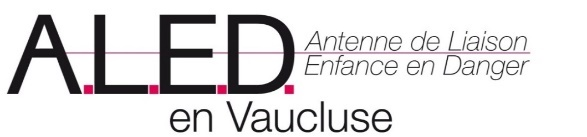 A.L.E.D.
Antenne de Liaison
Enfance en Danger
en Vaucluse